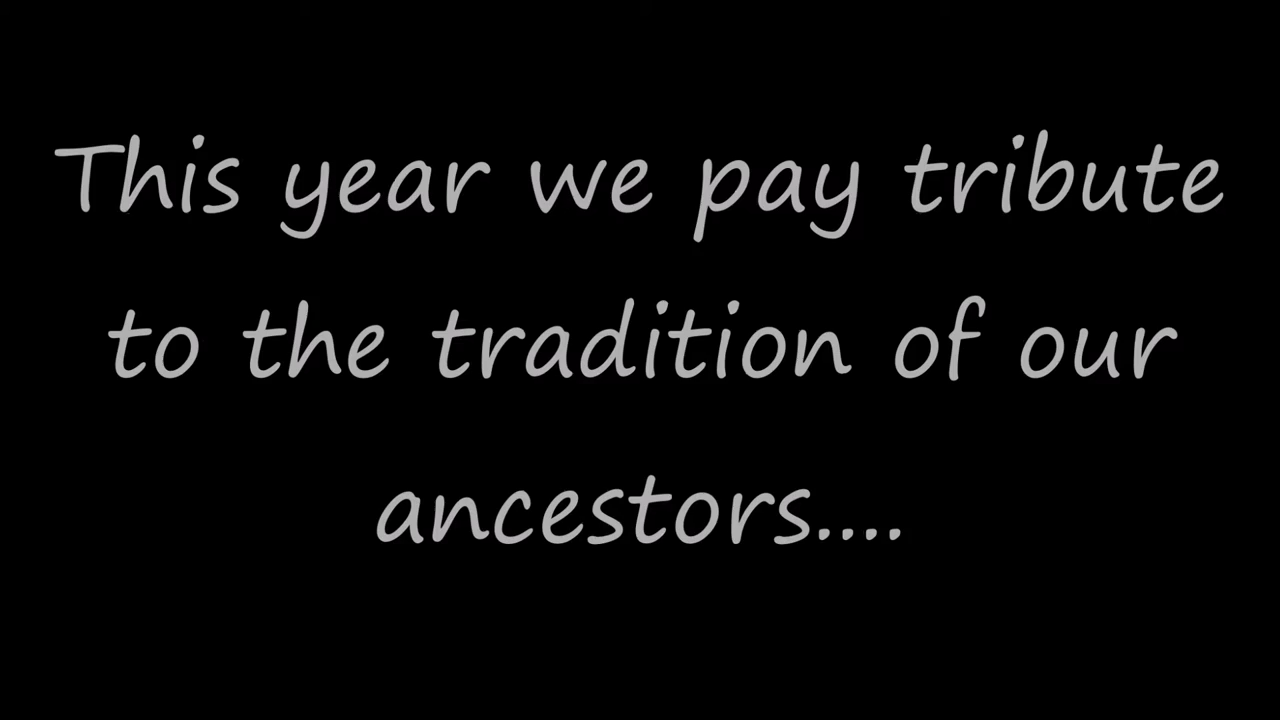 This year we pay tribute
to the tradition of our
ancestors....